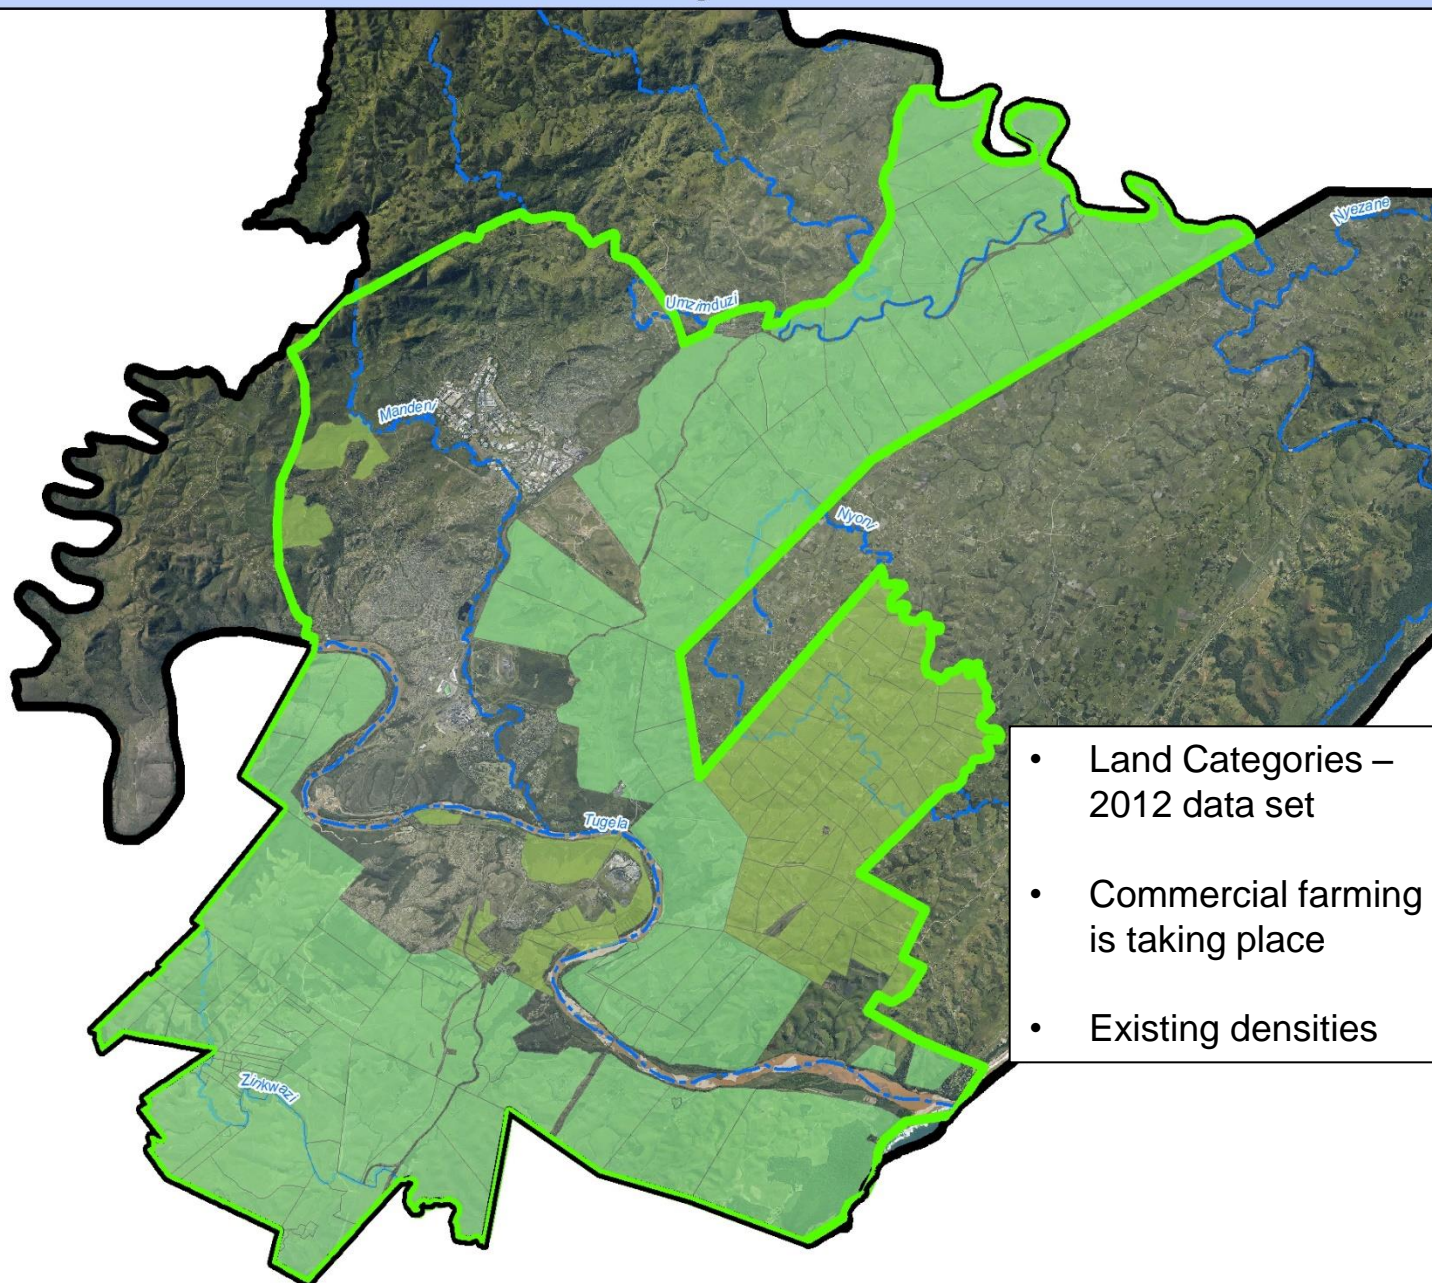 Nyezane
Umzimduzi
Mandeni
Nyoni
• Land Categories –
2012 data set
• Commercial farming
is taking place
• Existing densities
Tugela
Zinkwazi